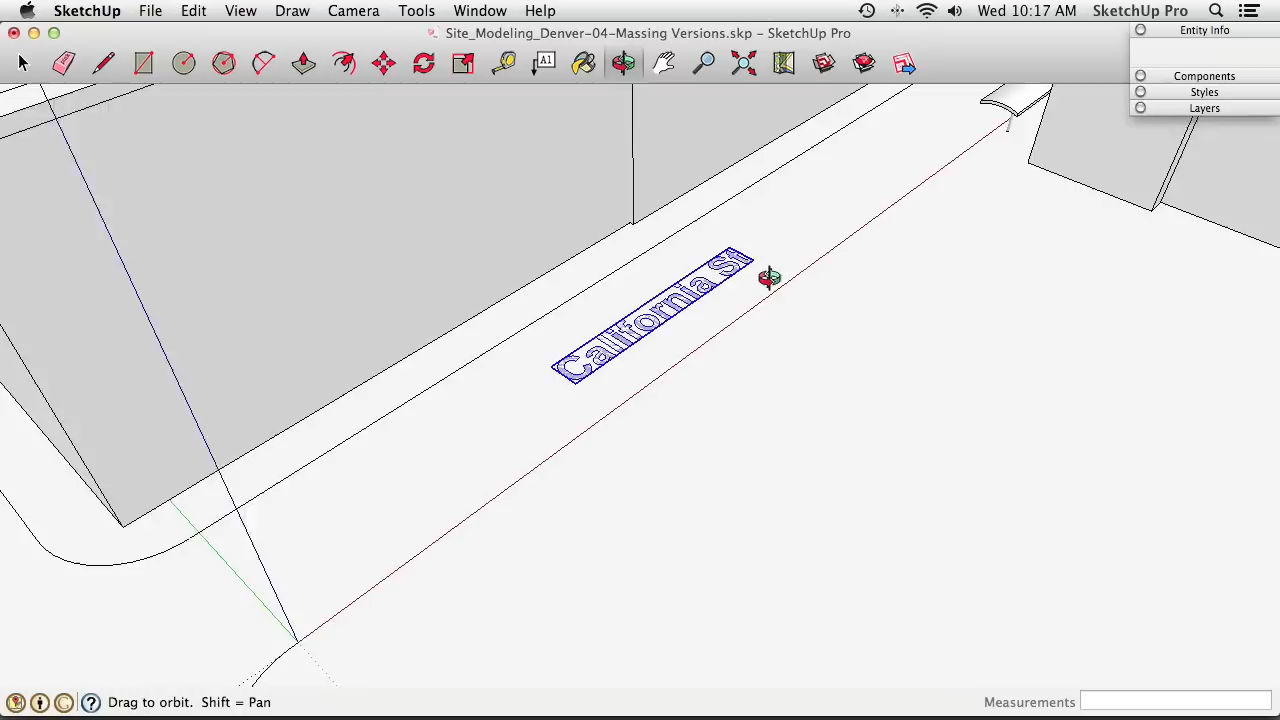 SketchUp File Edit View Draw Camera Tools Window Help Wed 10:17 AM SketchUp Pro
Site_Modeling_Denver-04-Massing Versions.skp - SketchUp Pro
Entity Info
A1
Components
Styles
Layers
California St
Drag to orbit. Shift = Pan
Measurements